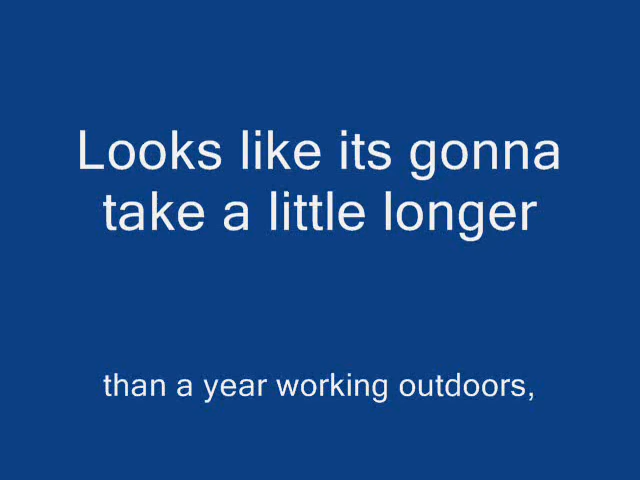 Looks like its gonna
take a little longer
than a year working outdoors,